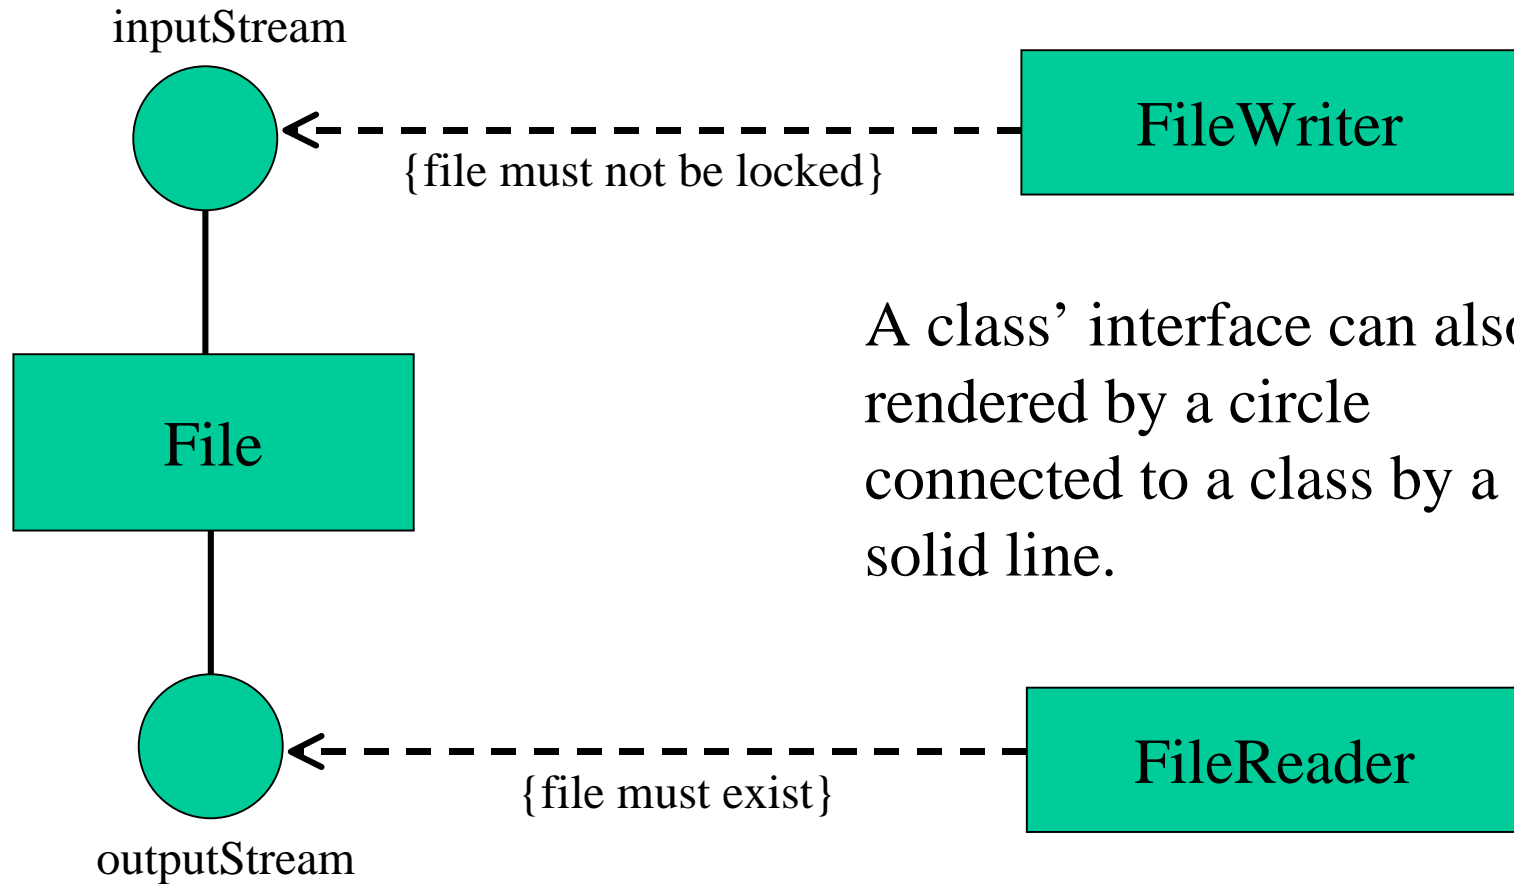 inputStream
FileWriter
{file must not be locked}
A class’ interface can also
rendered by a circle
connected to a class by a
solid line.
File
FileReader
{file must exist}
outputStream